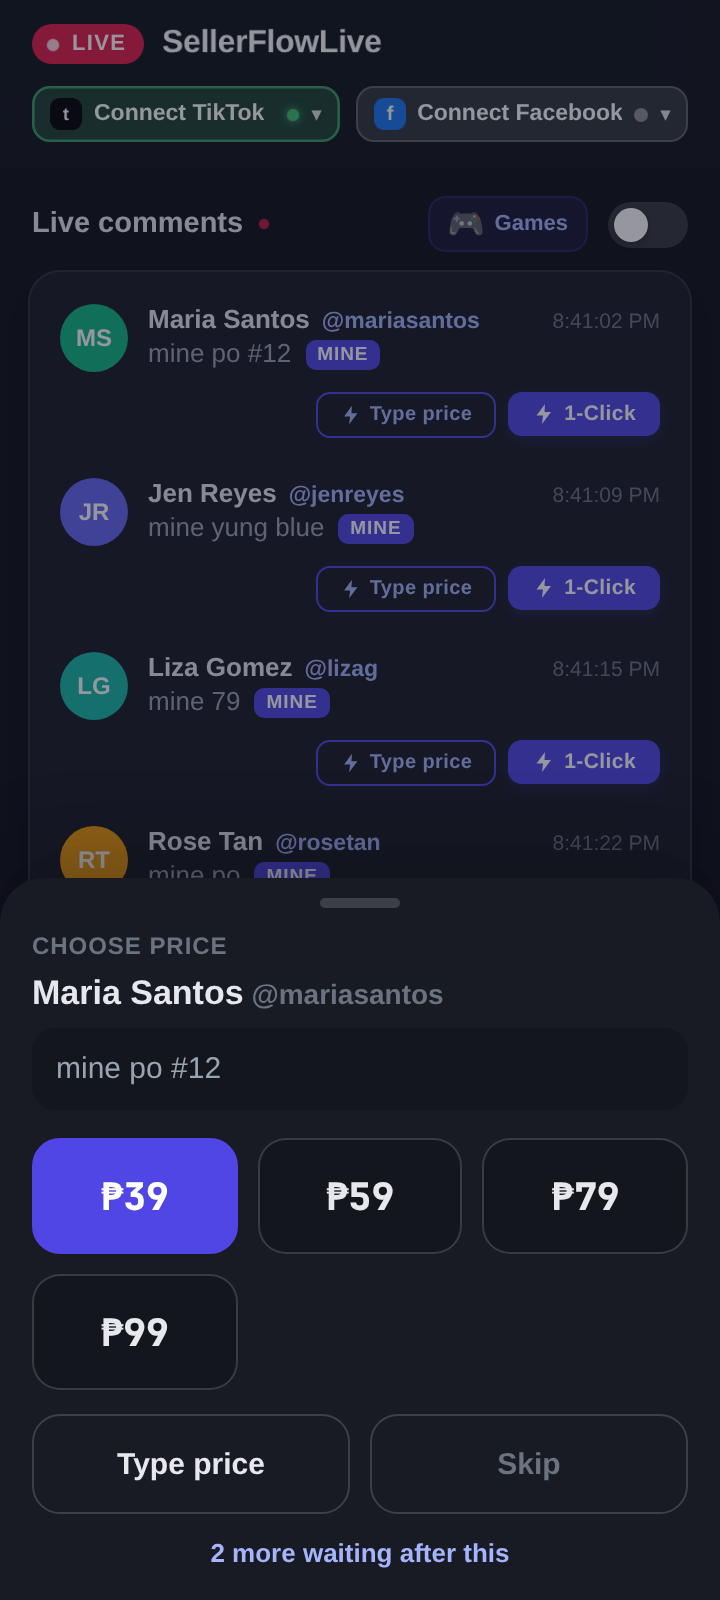 LIVE SellerFlowLive
t Connect TikTok ▾ f Connect Facebook ▾
Live comments 🎮 Games
MS Maria Santos @mariasantos 8:41:02 PM
mine po #12 MINE
Type price 1-Click
JR Jen Reyes @jenreyes 8:41:09 PM
mine yung blue MINE
Type price 1-Click
LG Liza Gomez @lizag 8:41:15 PM
mine 79 MINE
Type price 1-Click
RT Rose Tan @rosetan 8:41:22 PM
mine po MINE
CHOOSE PRICE
Maria Santos @mariasantos
mine po #12
₱39 ₱59 ₱79
₱99
Type price Skip
2 more waiting after this